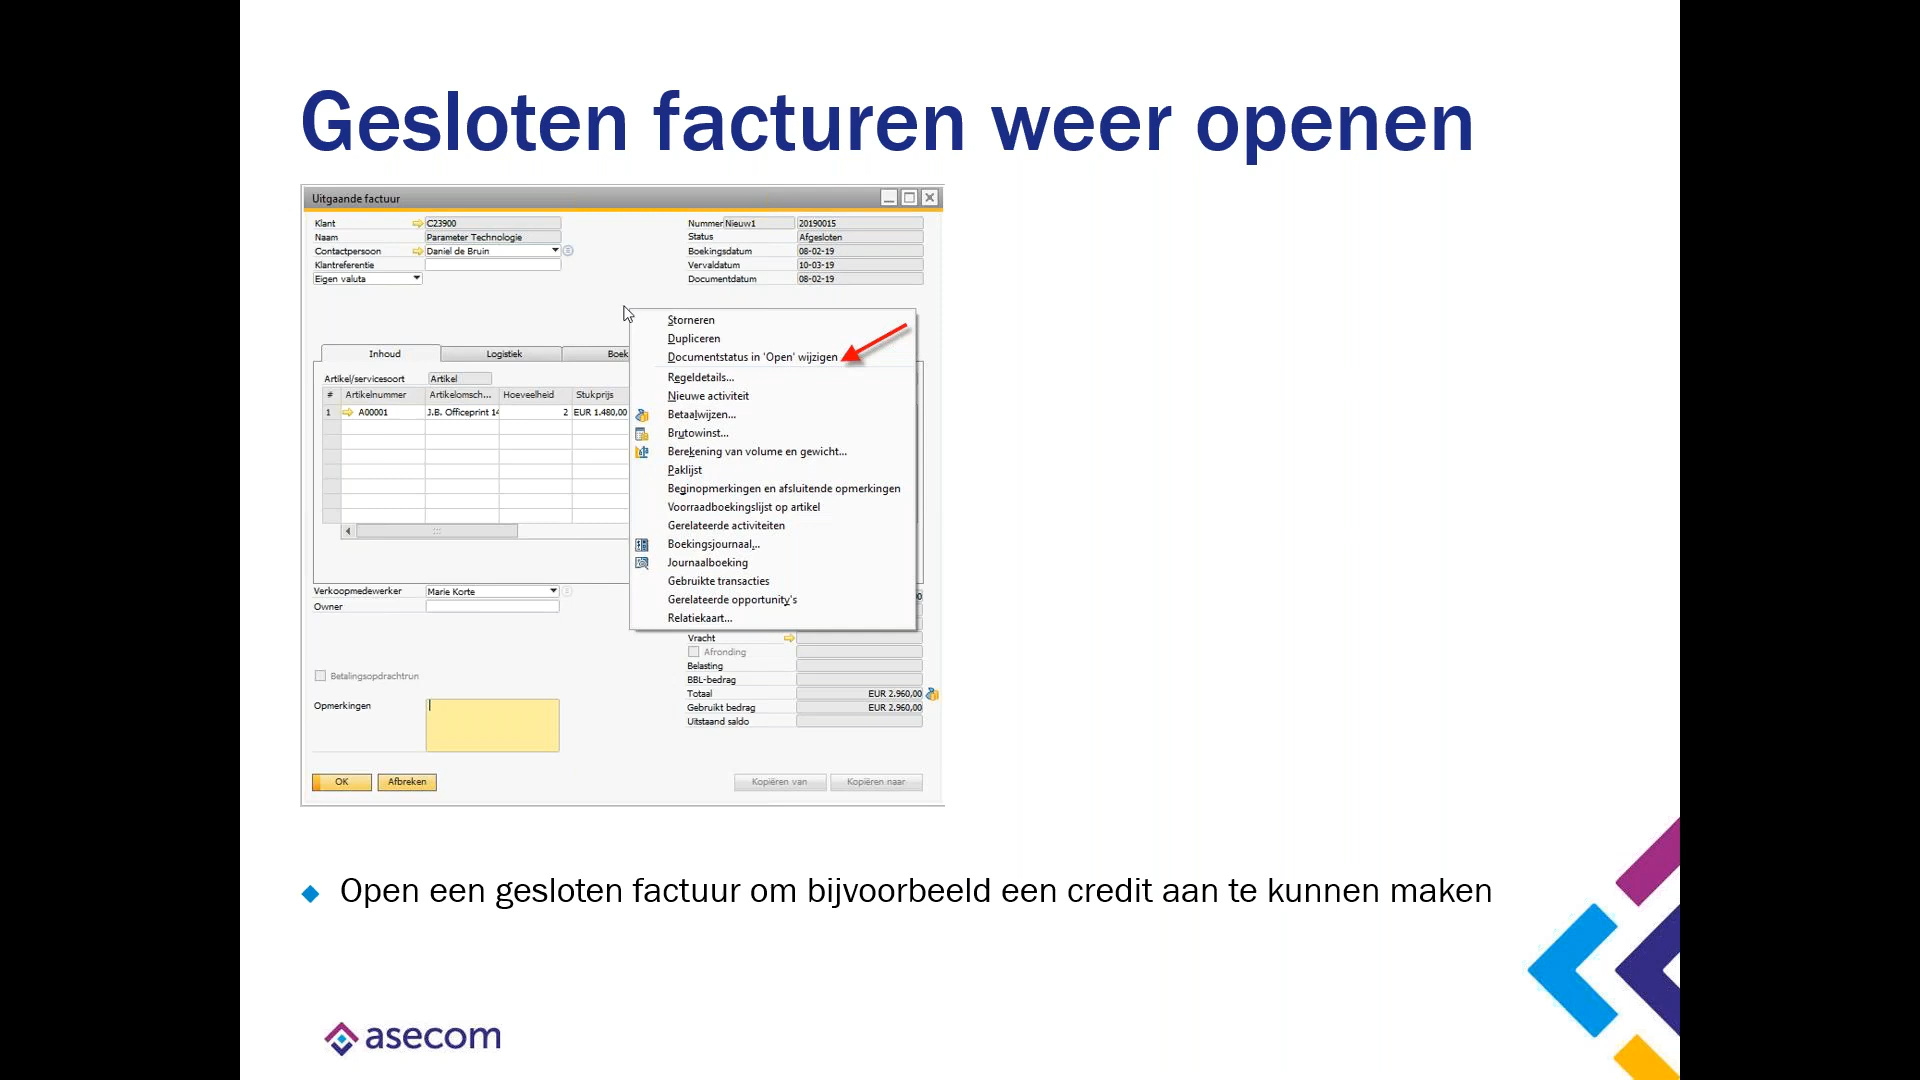 Gesloten facturen weer openen
Uitgaande factuur
Klant C23900
Naam Parameter Technologie
Contactpersoon Daniel de Bruin
Klantreferentie
Eigen valuta
Nummer Nieuw1 20190015
Status Afgesloten
Boekingsdatum 08-02-19
Vervaldatum 10-03-19
Documentdatum 08-02-19
Inhoud Logistiek Boek
Artikel/servicesoort Artikel
# Artikelnummer Artikelomsch... Hoeveelheid Stukprijs
1 A00001 J.B. Officeprint 14 2 EUR 1.480,00
Storneren
Dupliceren
Documentstatus in 'Open' wijzigen
Regeldetails...
Nieuwe activiteit
Betaalwijzen...
Brutowinst...
Berekening van volume en gewicht...
Paklijst
Beginopmerkingen en afsluitende opmerkingen
Voorraadboekingslijst op artikel
Gerelateerde activiteiten
Boekingsjournaal...
Journaalboeking
Gebruikte transacties
Gerelateerde opportunity's
Relatiekaart...
Verkoopmedewerker Marie Korte
Owner
Vracht
Afronding
Belasting
BBL-bedrag
Totaal EUR 2.960,00
Gebruikt bedrag EUR 2.960,00
Uitstaand saldo
Betalingsopdrachtrun
Opmerkingen
OK Afbreken Kopiëren van Kopiëren naar
Open een gesloten factuur om bijvoorbeeld een credit aan te kunnen maken
asecom